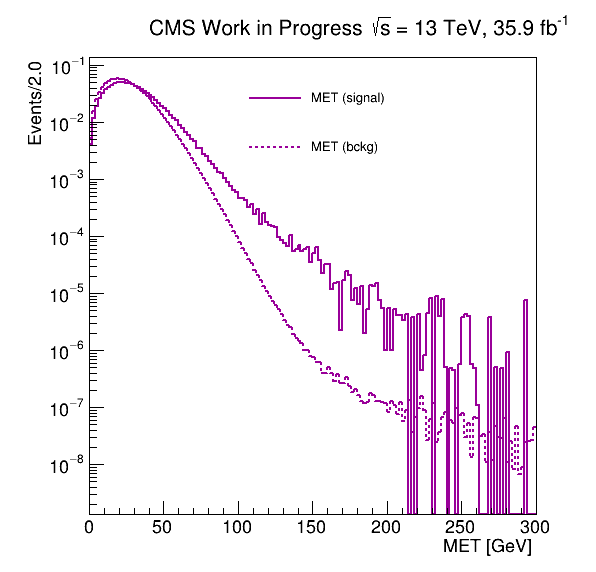 CMS Work in Progress √s = 13 TeV, 35.9 fb⁻¹
Events/2.0
10⁻¹
10⁻²
10⁻³
10⁻⁴
10⁻⁵
10⁻⁶
10⁻⁷
10⁻⁸
MET (signal)
MET (bckg)
0 50 100 150 200 250 300
MET [GeV]